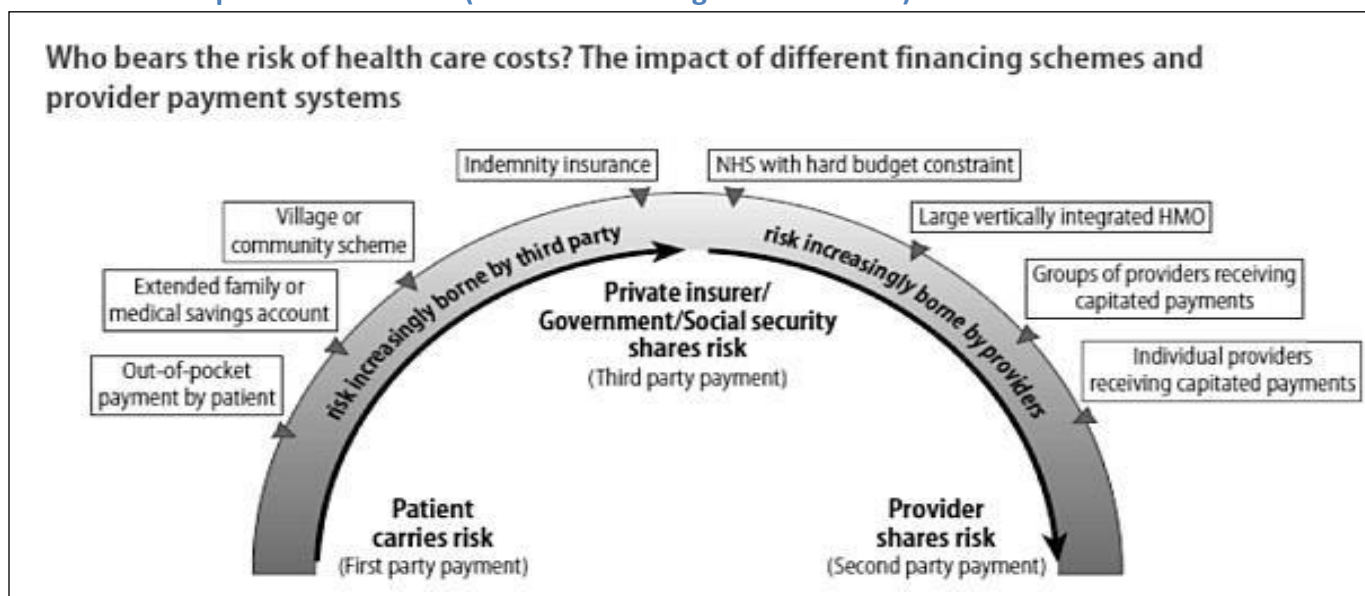 Who bears the risk of health care costs? The impact of different financing schemes and
provider payment systems
Indemnity insurance
NHS with hard budget constraint
Village or
community scheme
Large vertically integrated HMO
Extended family or
medical savings account
Groups of providers receiving
capitated payments
Out-of-pocket
payment by patient
Individual providers
receiving capitated payments
risk increasingly borne by third party
risk increasingly borne by providers
Private insurer/
Government/Social security
shares risk
(Third party payment)
Patient
carries risk
(First party payment)
Provider
shares risk
(Second party payment)